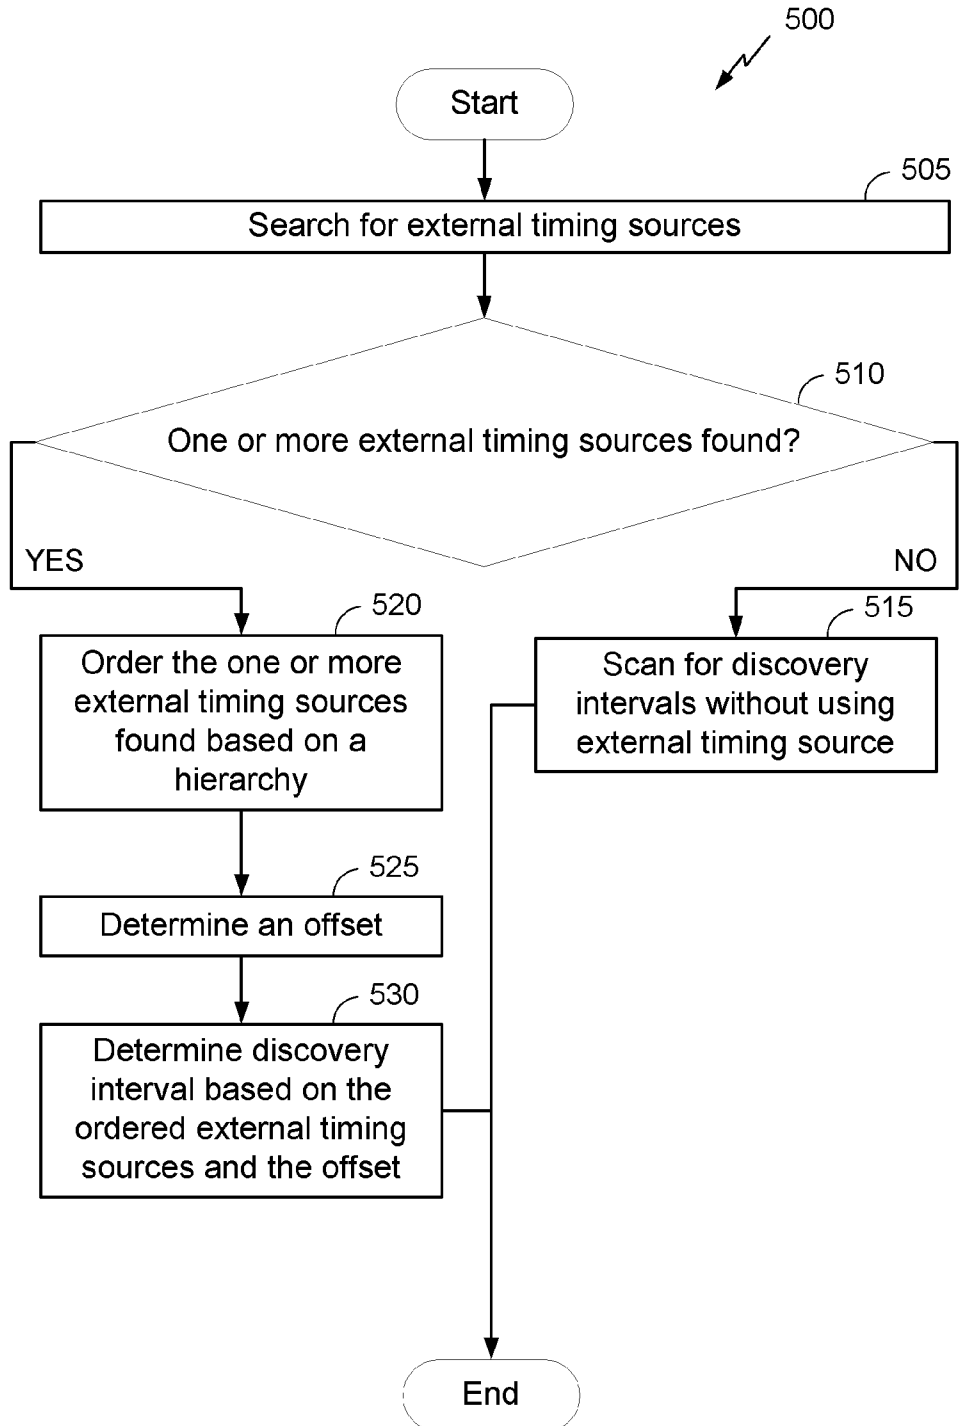 500
Start
505
Search for external timing sources
510
One or more external timing sources found?
YES
NO
520
Order the one or more
external timing sources
found based on a
hierarchy
515
Scan for discovery
intervals without using
external timing source
525
Determine an offset
530
Determine discovery
interval based on the
ordered external timing
sources and the offset
End